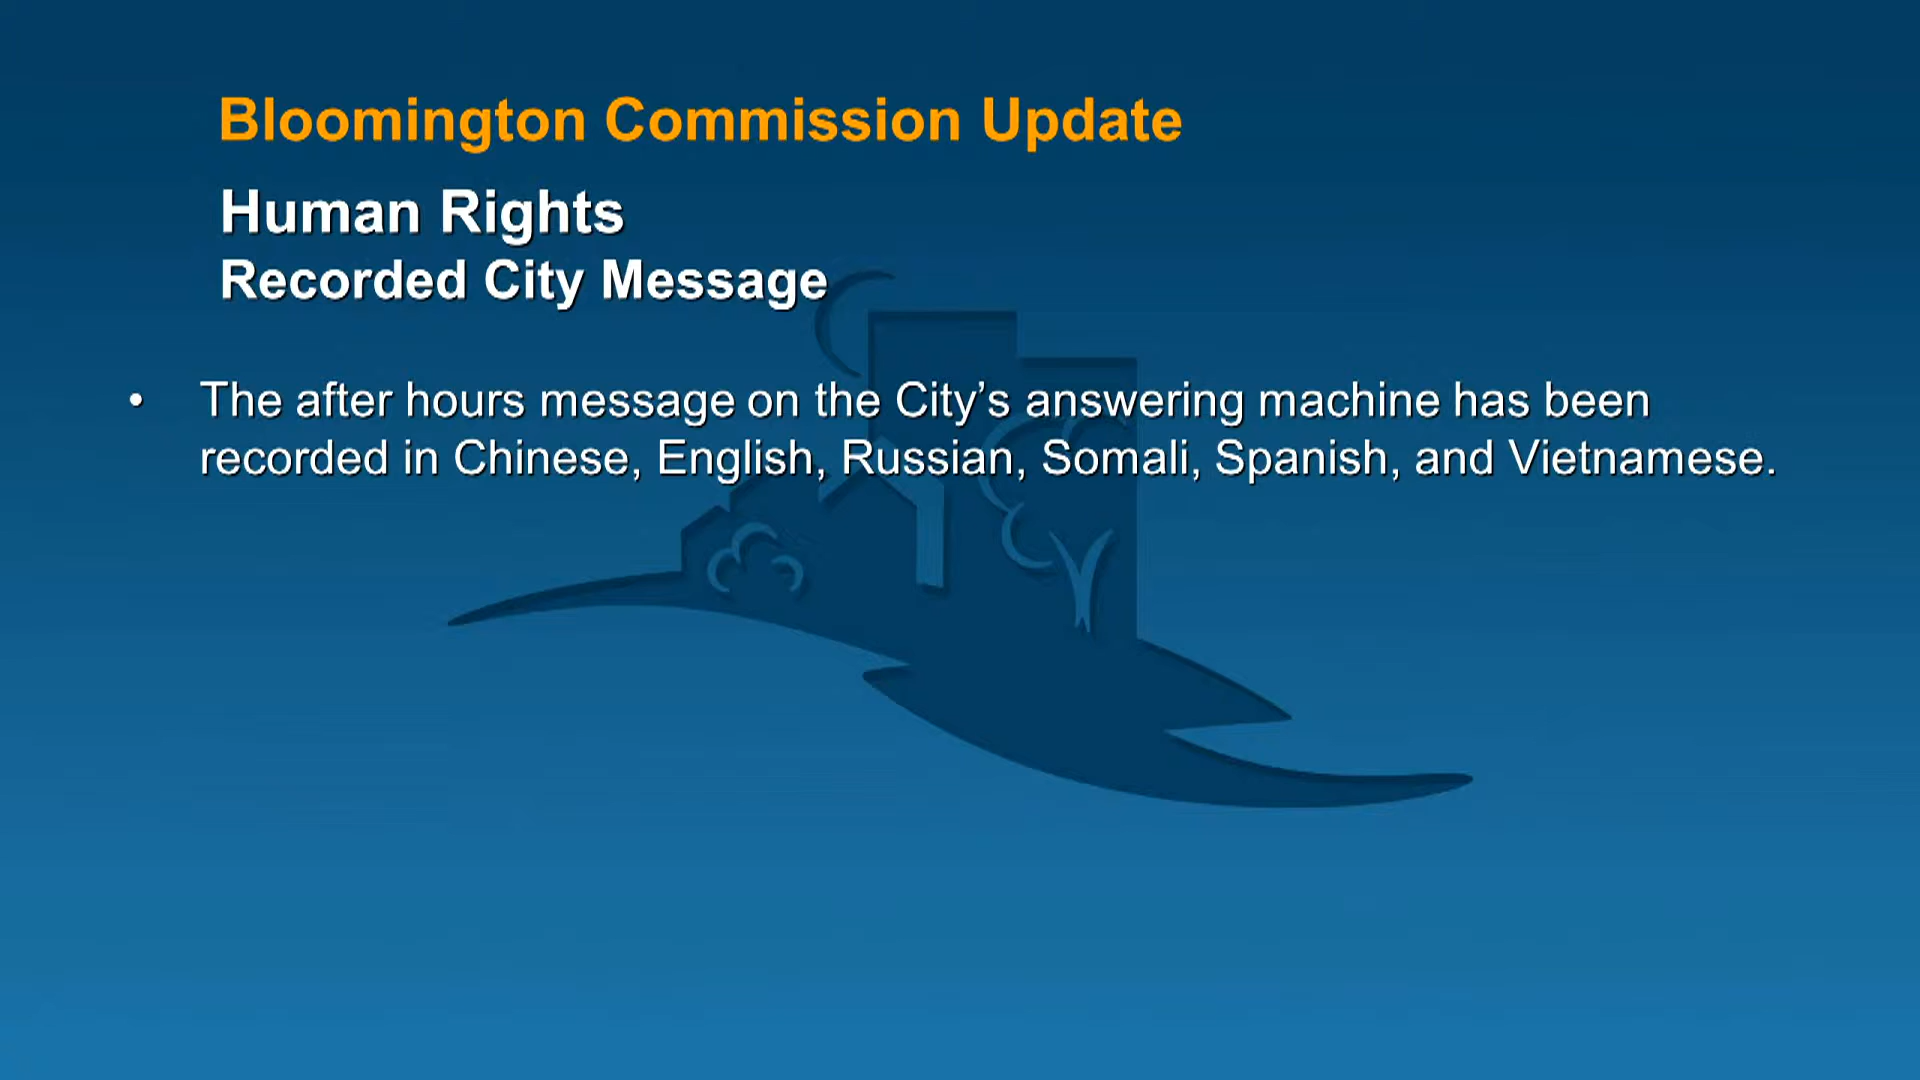 Bloomington Commission Update
Human Rights
Recorded City Message
• The after hours message on the City’s answering machine has been
recorded in Chinese, English, Russian, Somali, Spanish, and Vietnamese.